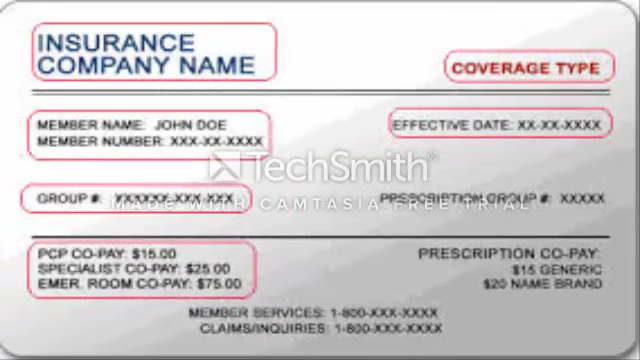 INSURANCE
COMPANY NAME
COVERAGE TYPE
MEMBER NAME: JOHN DOE
MEMBER NUMBER: XXX-XX-XXXX
EFFECTIVE DATE: XX-XX-XXXX
TechSmith®
GROUP #: XXXXXX-XXX-XXX
PRESCRIPTION GROUP #: XXXXX
MADE WITH CAMTASIA FREE TRIAL
PCP CO-PAY: $15.00
SPECIALIST CO-PAY: $25.00
EMER. ROOM CO-PAY: $75.00
PRESCRIPTION CO-PAY:
$15 GENERIC
$20 NAME BRAND
MEMBER SERVICES: 1-800-XXX-XXXX
CLAIMS/INQUIRIES: 1-800-XXX-XXXX